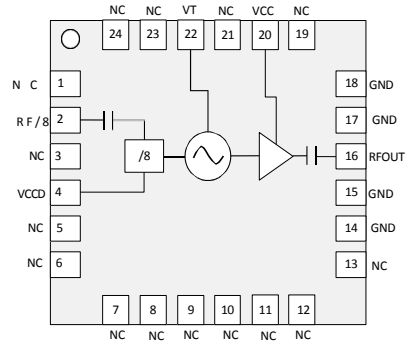 NC NC VT NC VCC NC
24 23 22 21 20 19
N C 1 18 GND
RF/8 2 17 GND
NC 3 /8 16 RFOUT
VCCD 4 15 GND
NC 5 14 GND
NC 6 13 NC
7 8 9 10 11 12
NC NC NC NC NC NC